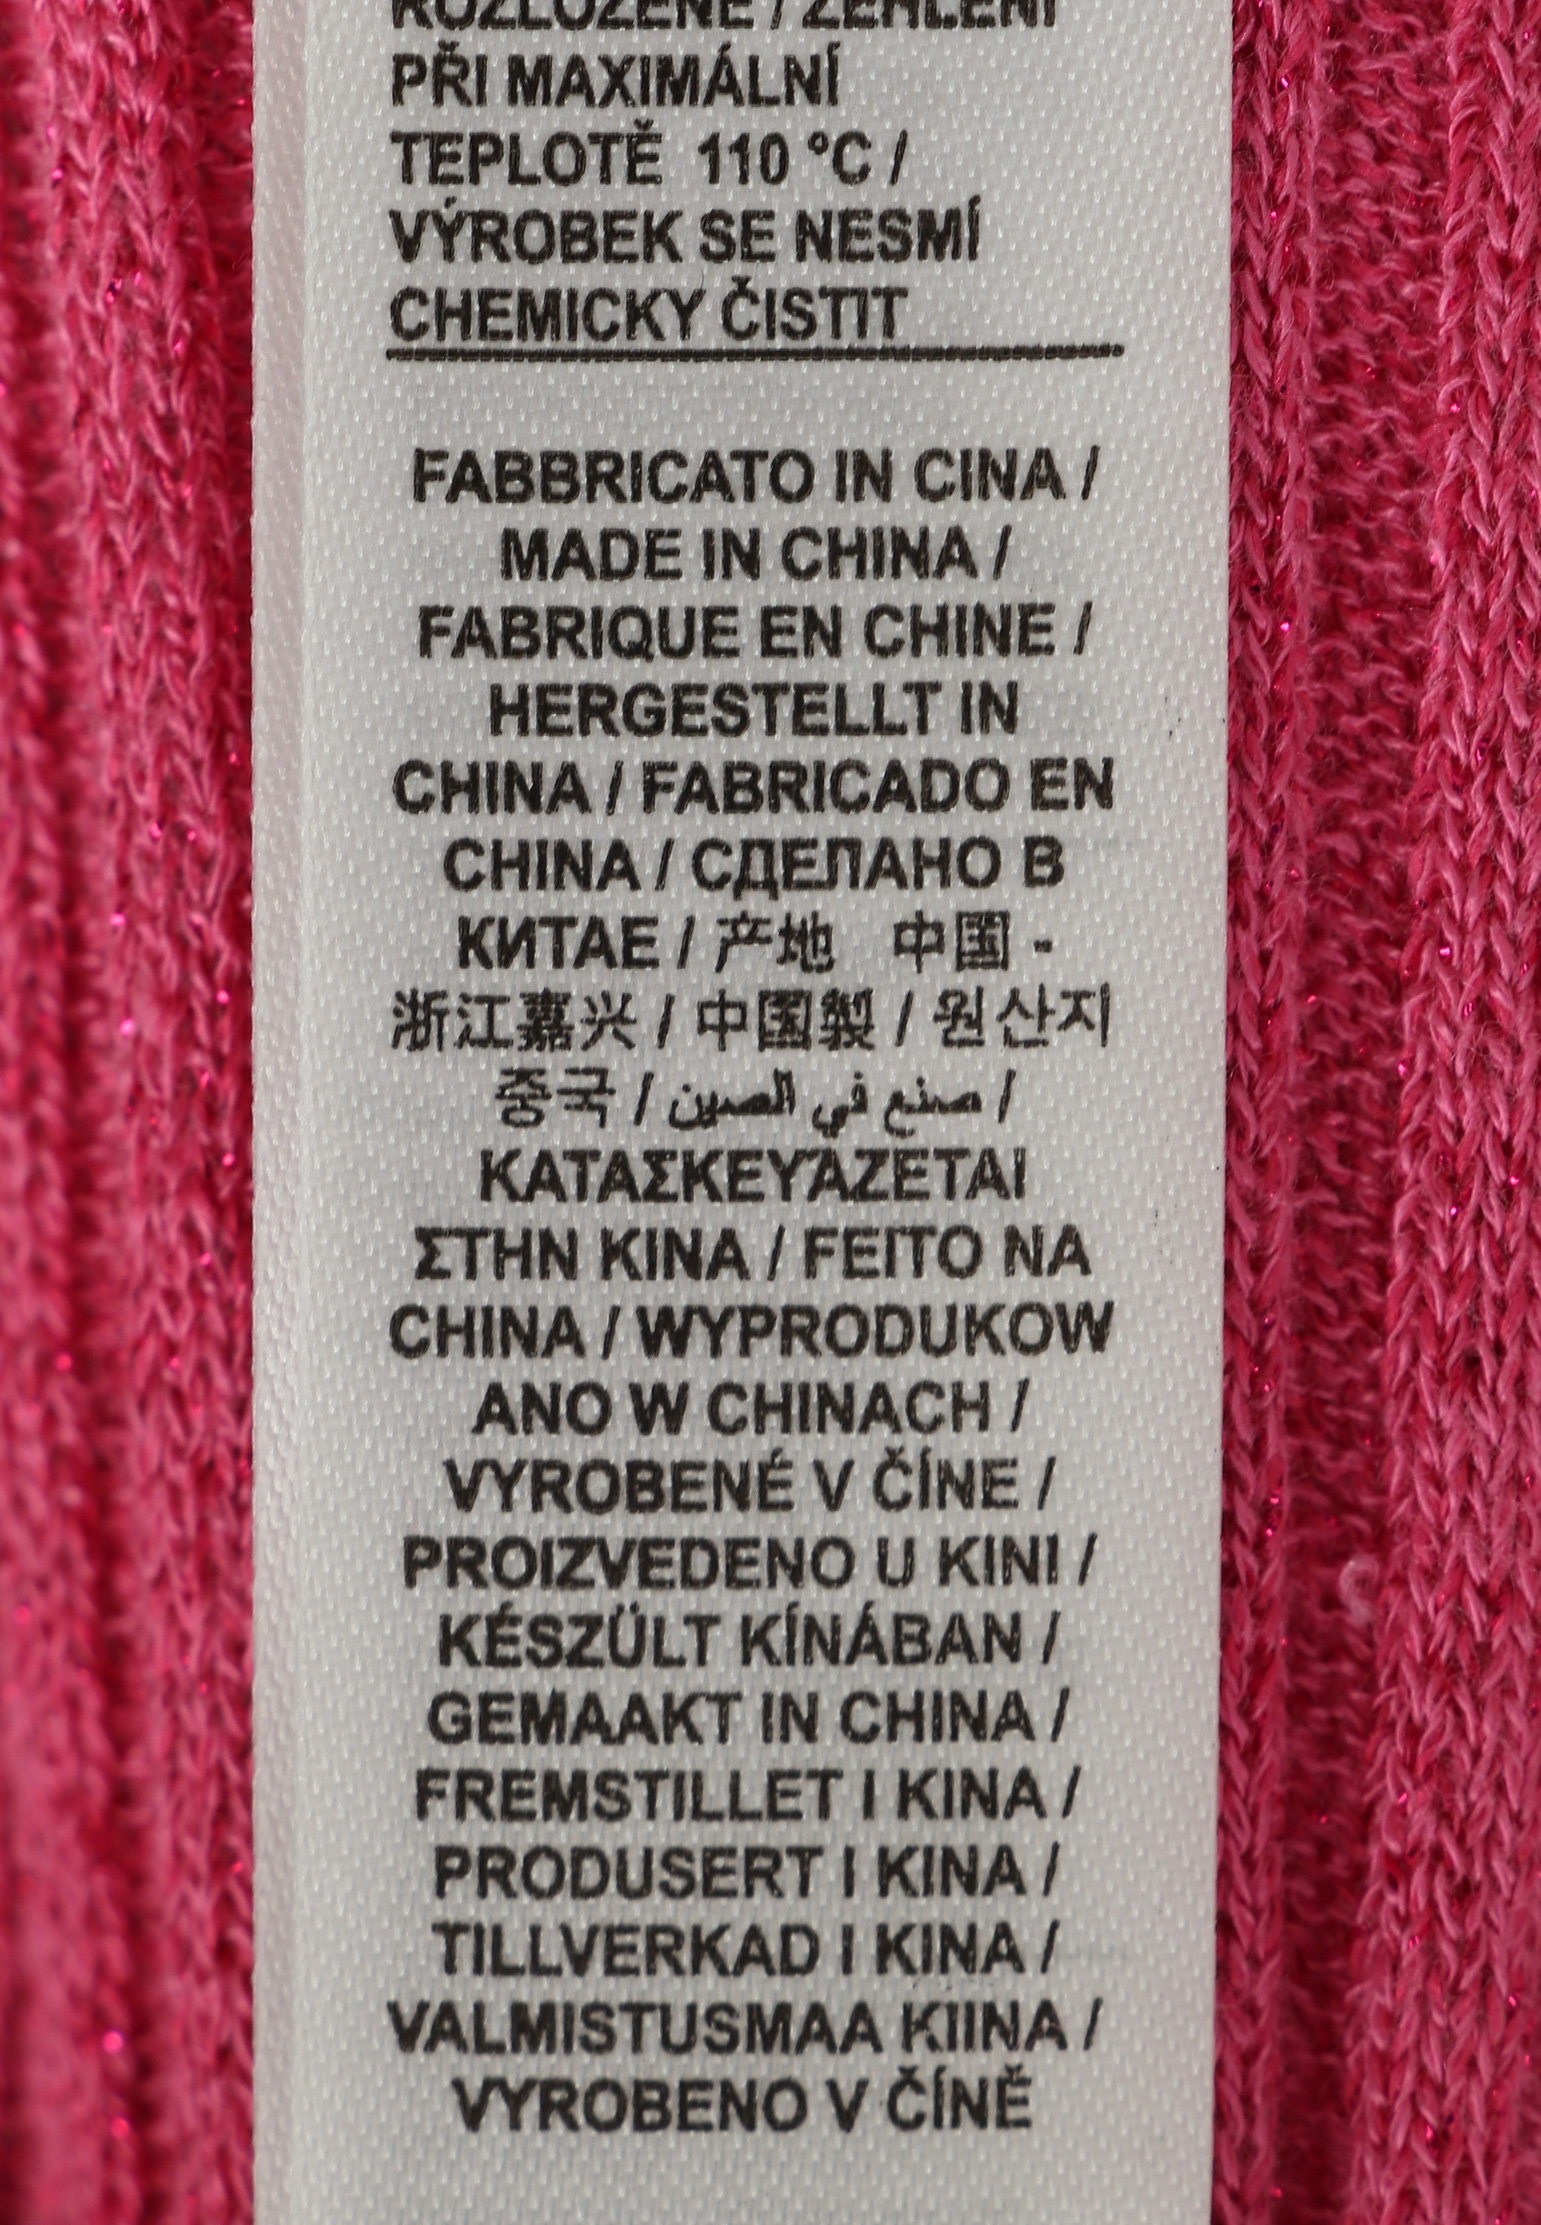 ROZLOŽENÉ / ŽEHLENÍ
PŘI MAXIMÁLNÍ
TEPLOTĚ 110 °C /
VÝROBEK SE NESMÍ
CHEMICKY ČISTIT
FABBRICATO IN CINA /
MADE IN CHINA /
FABRIQUE EN CHINE /
HERGESTELLT IN
CHINA / FABRICADO EN
CHINA / СДЕЛАНО В
КИТАЕ / 产地 中国 -
浙江嘉兴 / 中国製 / 원산지
중국 / صنع في الصين /
ΚΑΤΑΣΚΕΥΆΖΕΤΑΙ
ΣΤΗΝ ΚΙΝΑ / FEITO NA
CHINA / WYPRODUKOW
ANO W CHINACH /
VYROBENÉ V ČÍNE /
PROIZVEDENO U KINI /
KÉSZÜLT KÍNÁBAN /
GEMAAKT IN CHINA /
FREMSTILLET I KINA /
PRODUSERT I KINA /
TILLVERKAD I KINA /
VALMISTUSMAA KIINA /
VYROBENO V ČÍNĚ